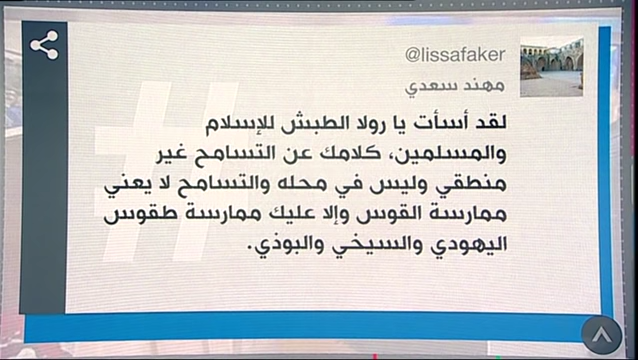 @lissafaker
مهند سعدي
لقد أسأت يا رولا الطبش للإسلام
والمسلمين، كلامك عن التسامح غير
منطقي وليس في محله والتسامح لا يعني
ممارسة القوس وإلا عليك ممارسة طقوس
اليهودي والسيخي والبوذي.